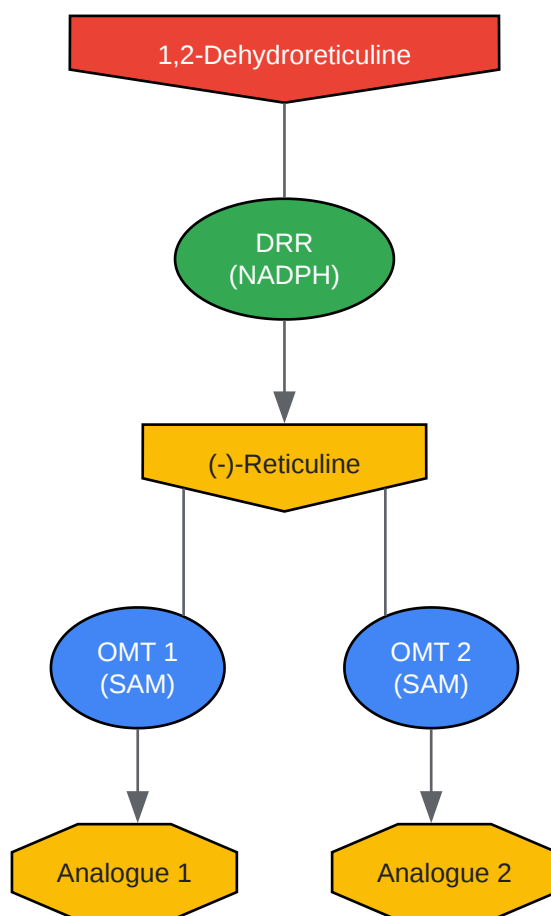 1,2-Dehydroreticuline
DRR
(NADPH)
(-)-Reticuline
OMT 1
(SAM)
OMT 2
(SAM)
Analogue 1
Analogue 2